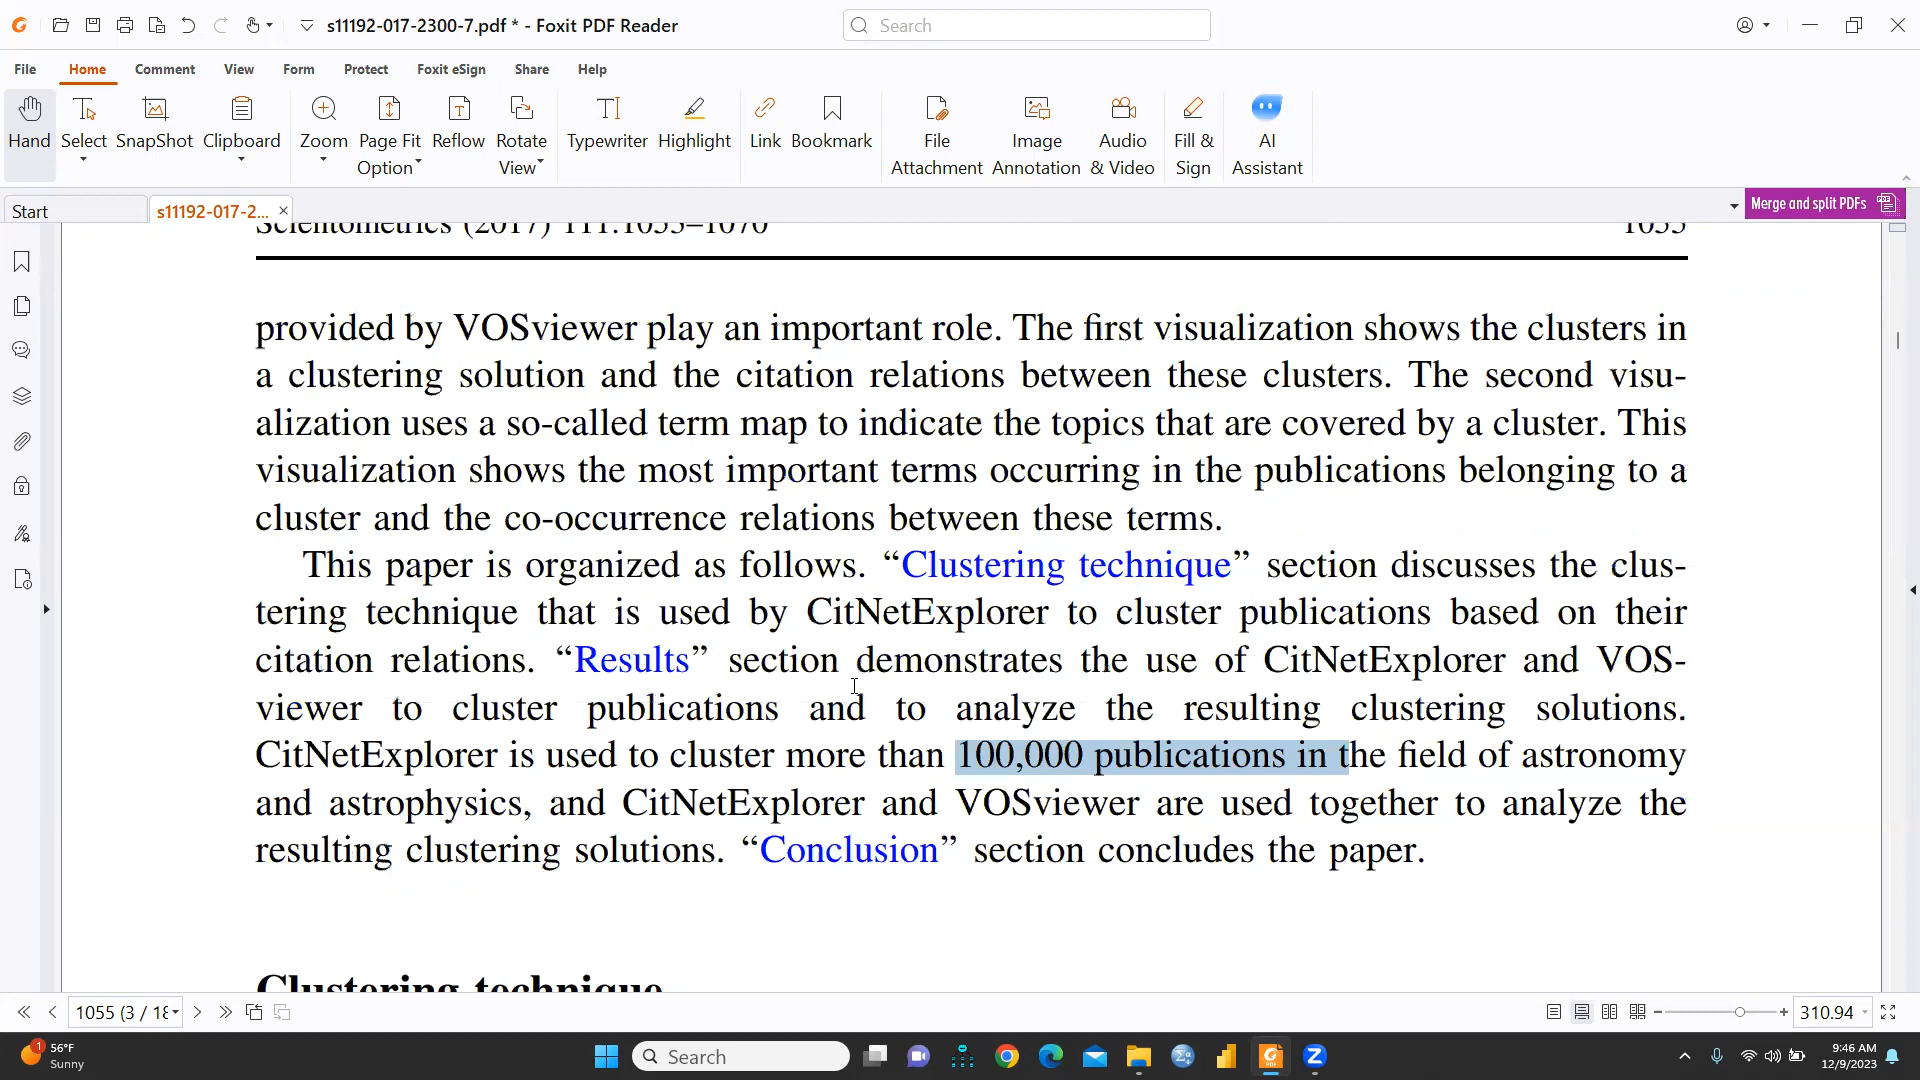 s11192-017-2300-7.pdf * - Foxit PDF Reader
Search
File Home Comment View Form Protect Foxit eSign Share Help
Hand Select SnapShot Clipboard Zoom Page Fit Option Reflow Rotate View Typewriter Highlight Link Bookmark File Attachment Image Annotation Audio & Video Fill & Sign AI Assistant
Start
s11192-017-2...
Merge and split PDFs
Scientometrics (2017) 111:1053–1070 1055
provided by VOSviewer play an important role. The first visualization shows the clusters in
a clustering solution and the citation relations between these clusters. The second visu-
alization uses a so-called term map to indicate the topics that are covered by a cluster. This
visualization shows the most important terms occurring in the publications belonging to a
cluster and the co-occurrence relations between these terms.
This paper is organized as follows. “Clustering technique” section discusses the clus-
tering technique that is used by CitNetExplorer to cluster publications based on their
citation relations. “Results” section demonstrates the use of CitNetExplorer and VOS-
viewer to cluster publications and to analyze the resulting clustering solutions.
CitNetExplorer is used to cluster more than 100,000 publications in the field of astronomy
and astrophysics, and CitNetExplorer and VOSviewer are used together to analyze the
resulting clustering solutions. “Conclusion” section concludes the paper.
Clustering technique
1055 (3 / 18
310.94
1
56°F
Sunny
Search
9:46 AM
12/9/2023